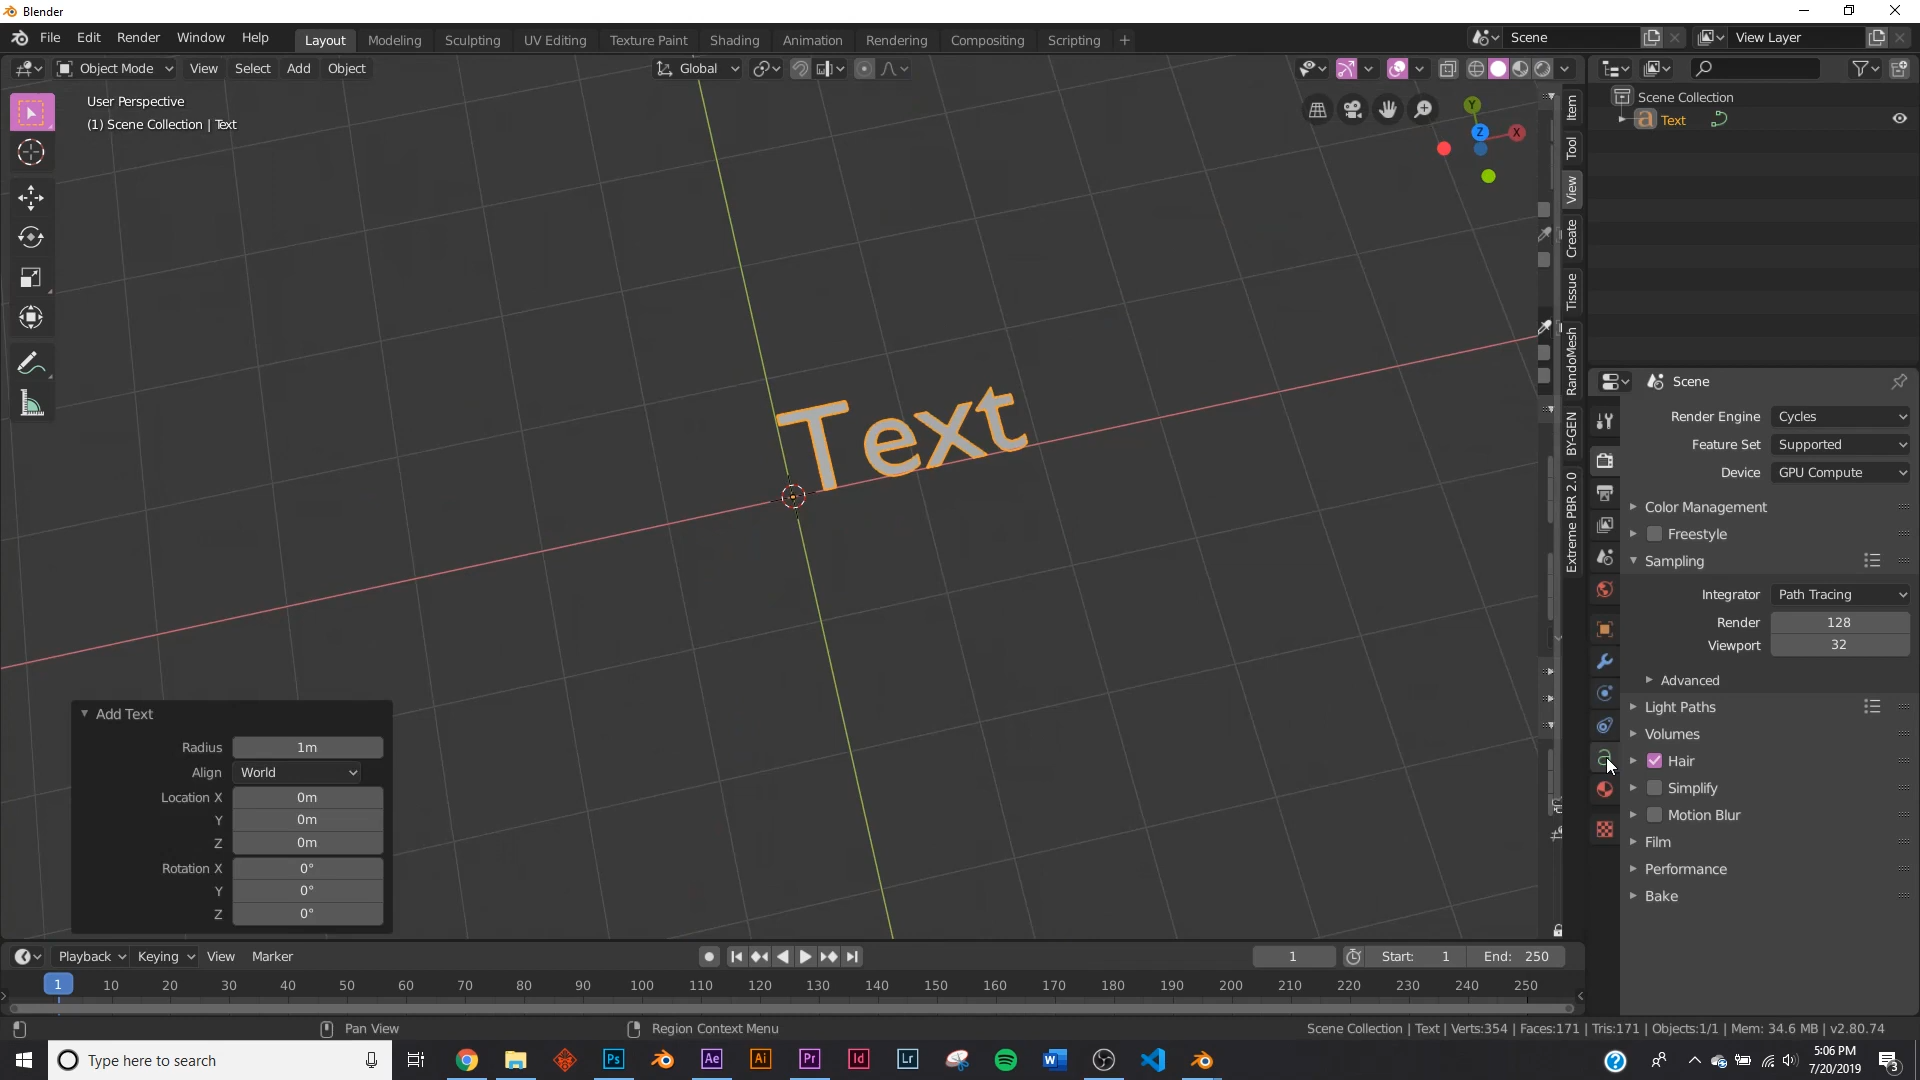 Blender
File Edit Render Window Help Layout Modeling Sculpting UV Editing Texture Paint Shading Animation Rendering Compositing Scripting + Scene View Layer
Object Mode View Select Add Object Global
User Perspective
(1) Scene Collection | Text
Y
Z
X
Text
Item
Tool
View
Create
Tissue
RandoMesh
BY-GEN
Extreme PBR 2.0
Scene Collection
Text
Scene
Render Engine Cycles
Feature Set Supported
Device GPU Compute
Color Management
Freestyle
Sampling
Integrator Path Tracing
Render 128
Viewport 32
Advanced
Light Paths
Volumes
Hair
Simplify
Motion Blur
Film
Performance
Bake
Add Text
Radius 1m
Align World
Location X 0m
Y 0m
Z 0m
Rotation X 0°
Y 0°
Z 0°
Playback Keying View Marker 1 Start: 1 End: 250
1 10 20 30 40 50 60 70 80 90 100 110 120 130 140 150 160 170 180 190 200 210 220 230 240 250
Pan View Region Context Menu Scene Collection | Text | Verts:354 | Faces:171 | Tris:171 | Objects:1/1 | Mem: 34.6 MB | v2.80.74
Type here to search Ps Ae Ai Pr Id Lr
5:06 PM
7/20/2019
3